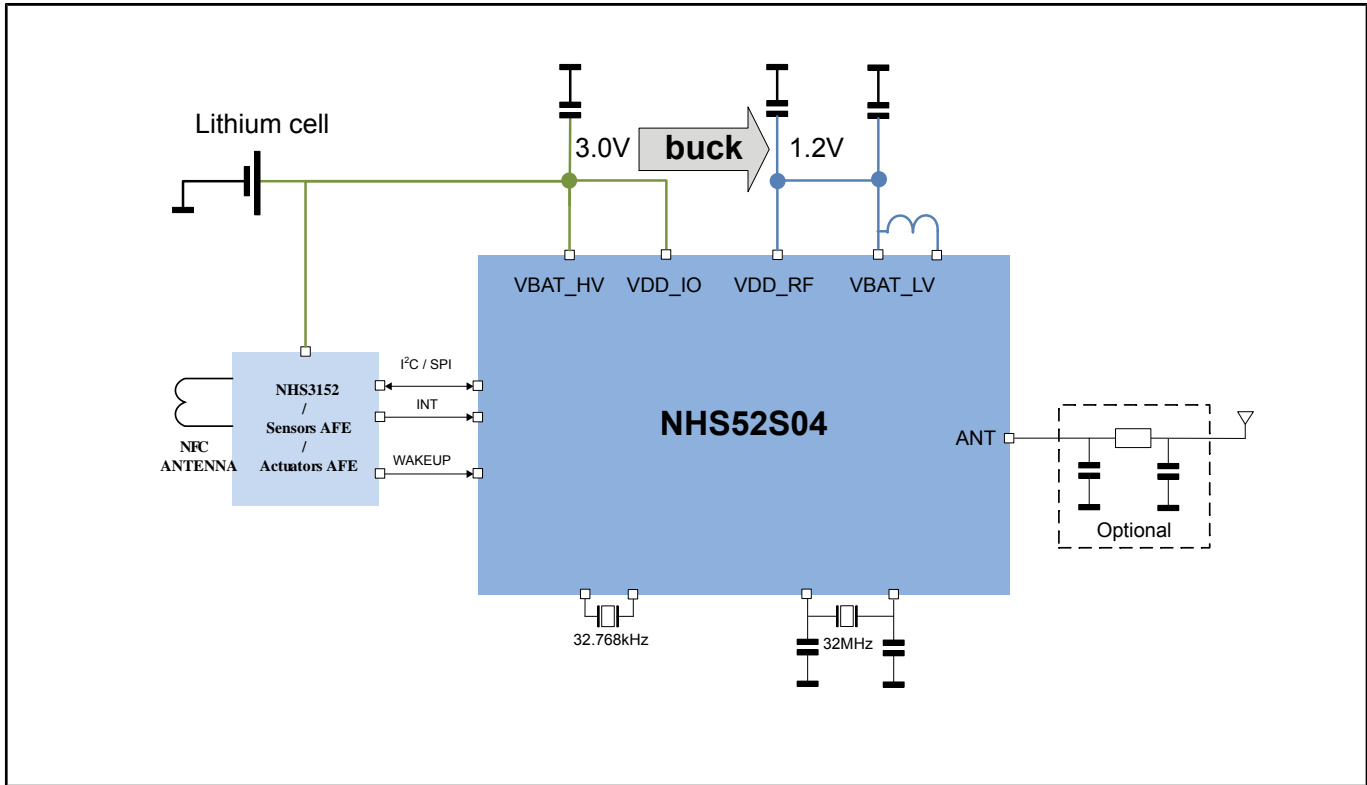 Lithium cell
3.0V
buck
1.2V
VBAT_HV
VDD_IO
VDD_RF
VBAT_LV
NHS3152
/
Sensors AFE
/
Actuators AFE
NFC
ANTENNA
I²C / SPI
INT
WAKEUP
NHS52S04
ANT
Optional
32.768kHz
32MHz